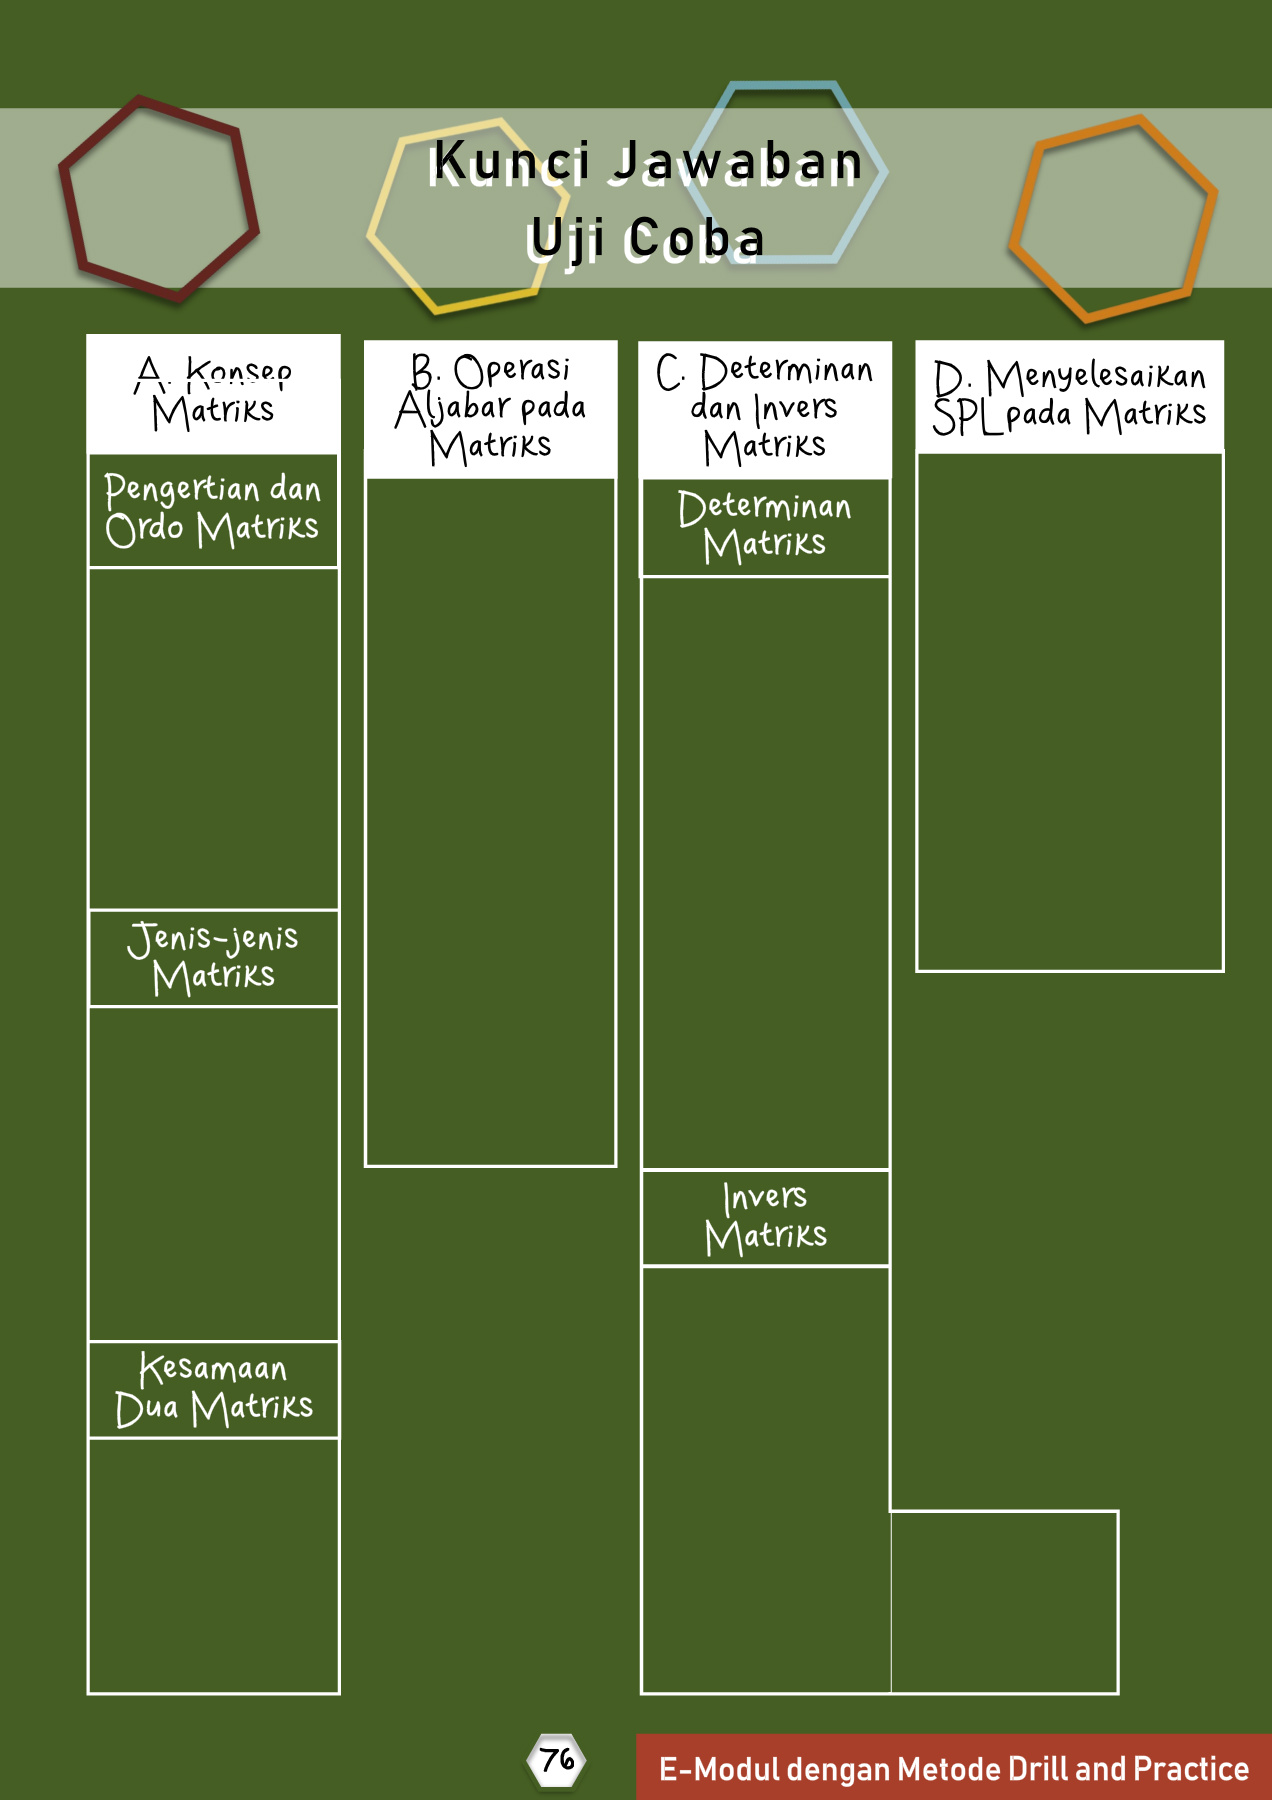 Kunci Jawaban
Uji Coba
A. Konsep
Matriks
Pengertian dan
Ordo Matriks
Jenis-jenis
Matriks
Kesamaan
Dua Matriks
B. Operasi
Aljabar pada
Matriks
C. Determinan
dan Invers
Matriks
Determinan
Matriks
Invers
Matriks
D. Menyelesaikan
SPL pada Matriks
76
E-Modul dengan Metode Drill and Practice